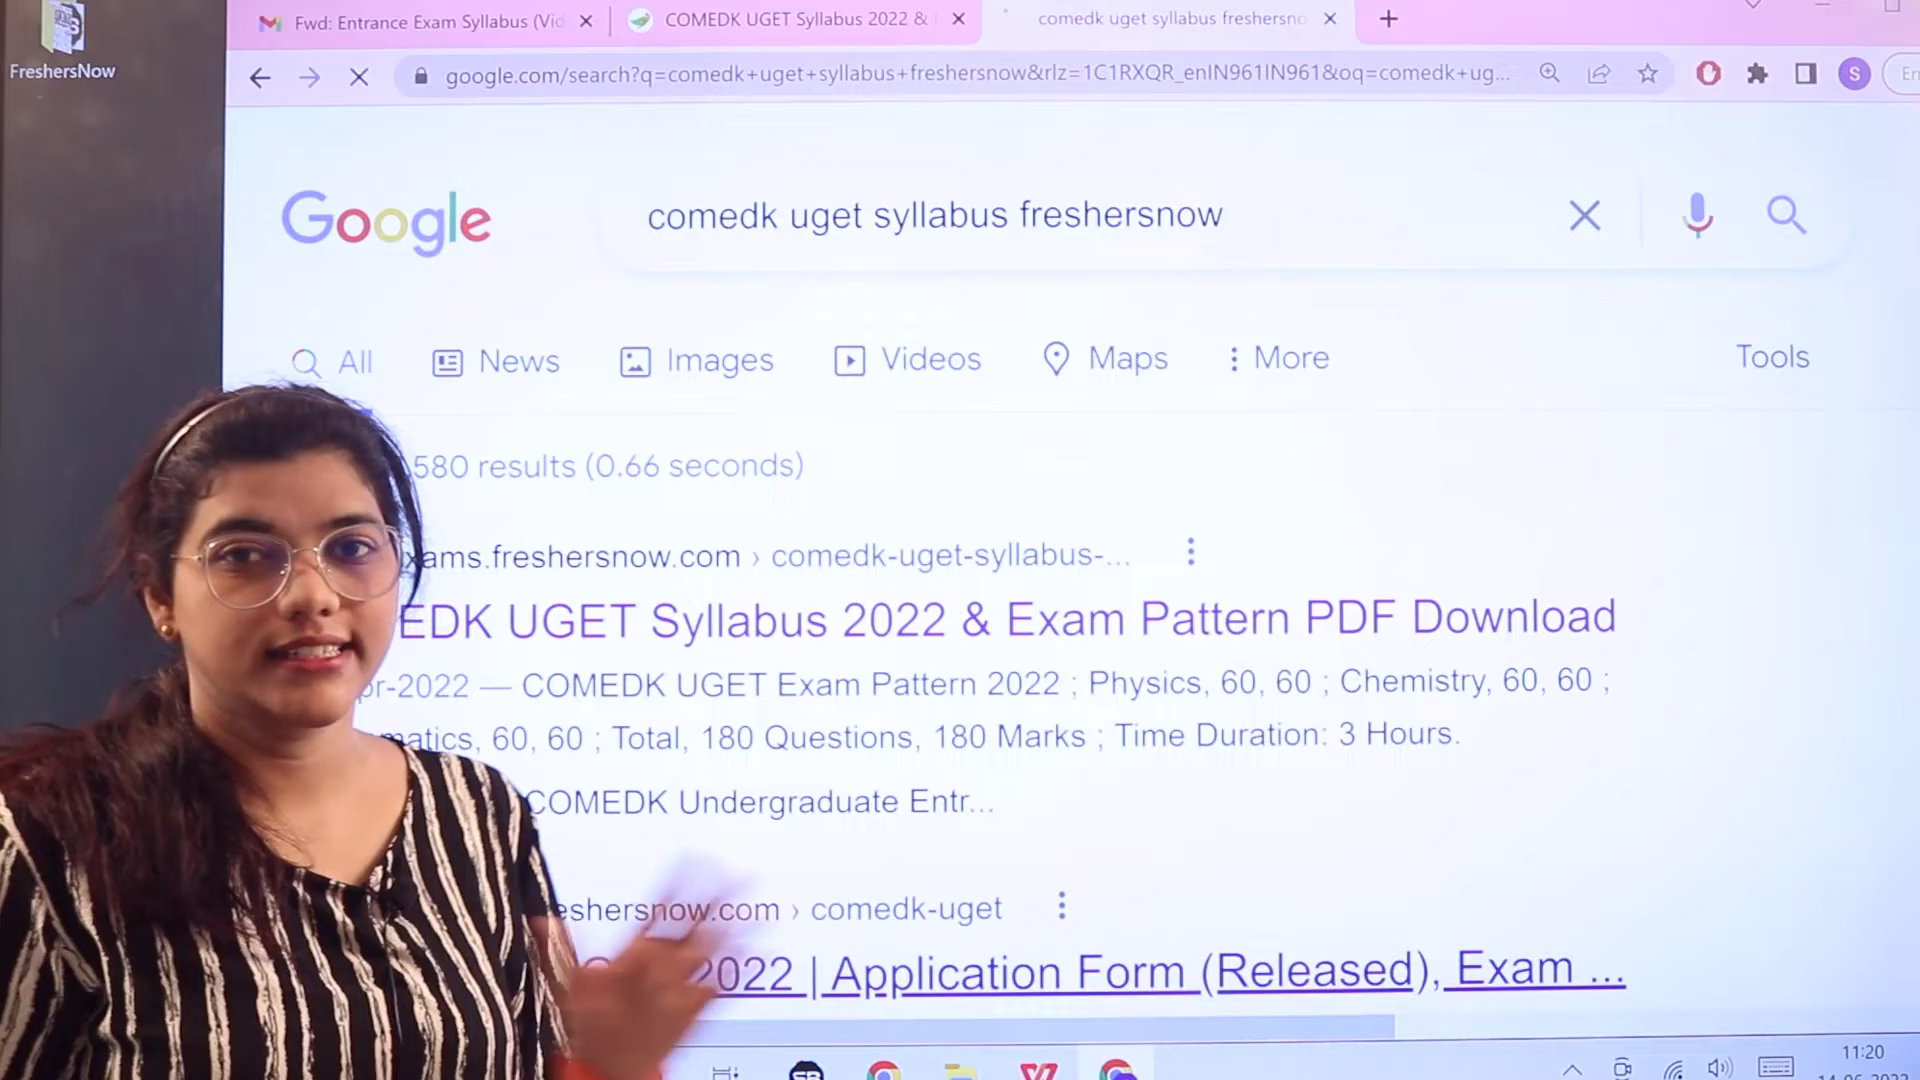 FreshersNow
Fwd: Entrance Exam Syllabus (Vid
COMEDK UGET Syllabus 2022 &
comedk uget syllabus freshersno
google.com/search?q=comedk+uget+syllabus+freshersnow&rlz=1C1RXQR_enIN961IN961&oq=comedk+ug...
S
Google
comedk uget syllabus freshersnow
All
News
Images
Videos
Maps
More
Tools
580 results (0.66 seconds)
xams.freshersnow.com › comedk-uget-syllabus-...
EDK UGET Syllabus 2022 & Exam Pattern PDF Download
pr-2022 — COMEDK UGET Exam Pattern 2022 ; Physics, 60, 60 ; Chemistry, 60, 60 ;
matics, 60, 60 ; Total, 180 Questions, 180 Marks ; Time Duration: 3 Hours.
COMEDK Undergraduate Entr...
eshersnow.com › comedk-uget
2022 | Application Form (Released), Exam ...
11:20